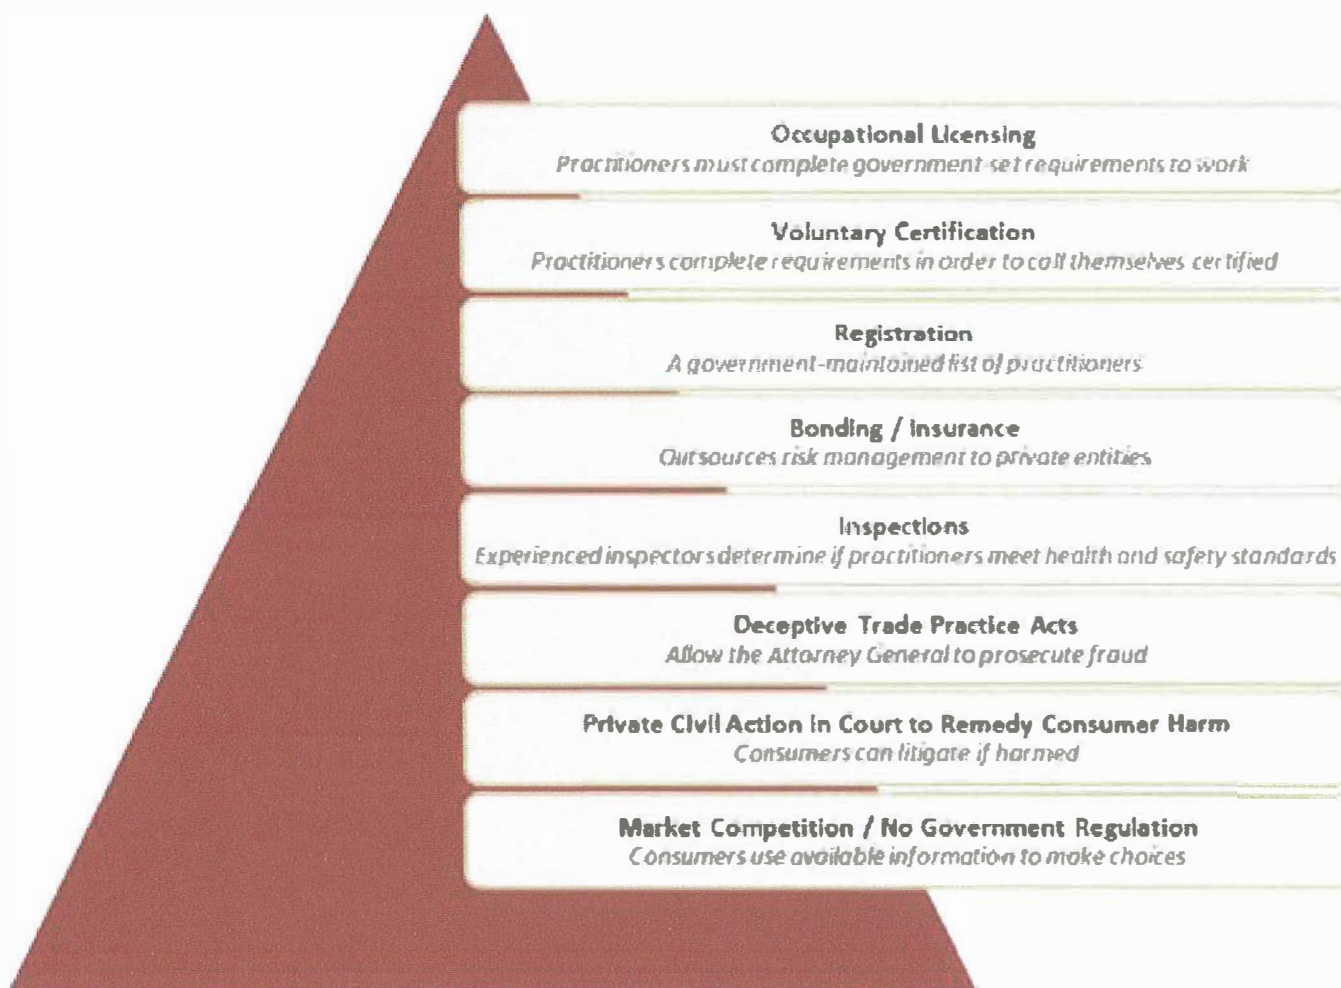 Occupational Licensing
Practitioners must complete government set requirements to work
Voluntary Certification
Practitioners complete requirements in order to call themselves certified
Registration
A government-maintained list of practitioners
Bonding / Insurance
Outsources risk management to private entities
Inspections
Experienced inspectors determine if practitioners meet health and safety standards
Deceptive Trade Practice Acts
Allow the Attorney General to prosecute fraud
Private Civil Action in Court to Remedy Consumer Harm
Consumers can litigate if harmed
Market Competition / No Government Regulation
Consumers use available information to make choices